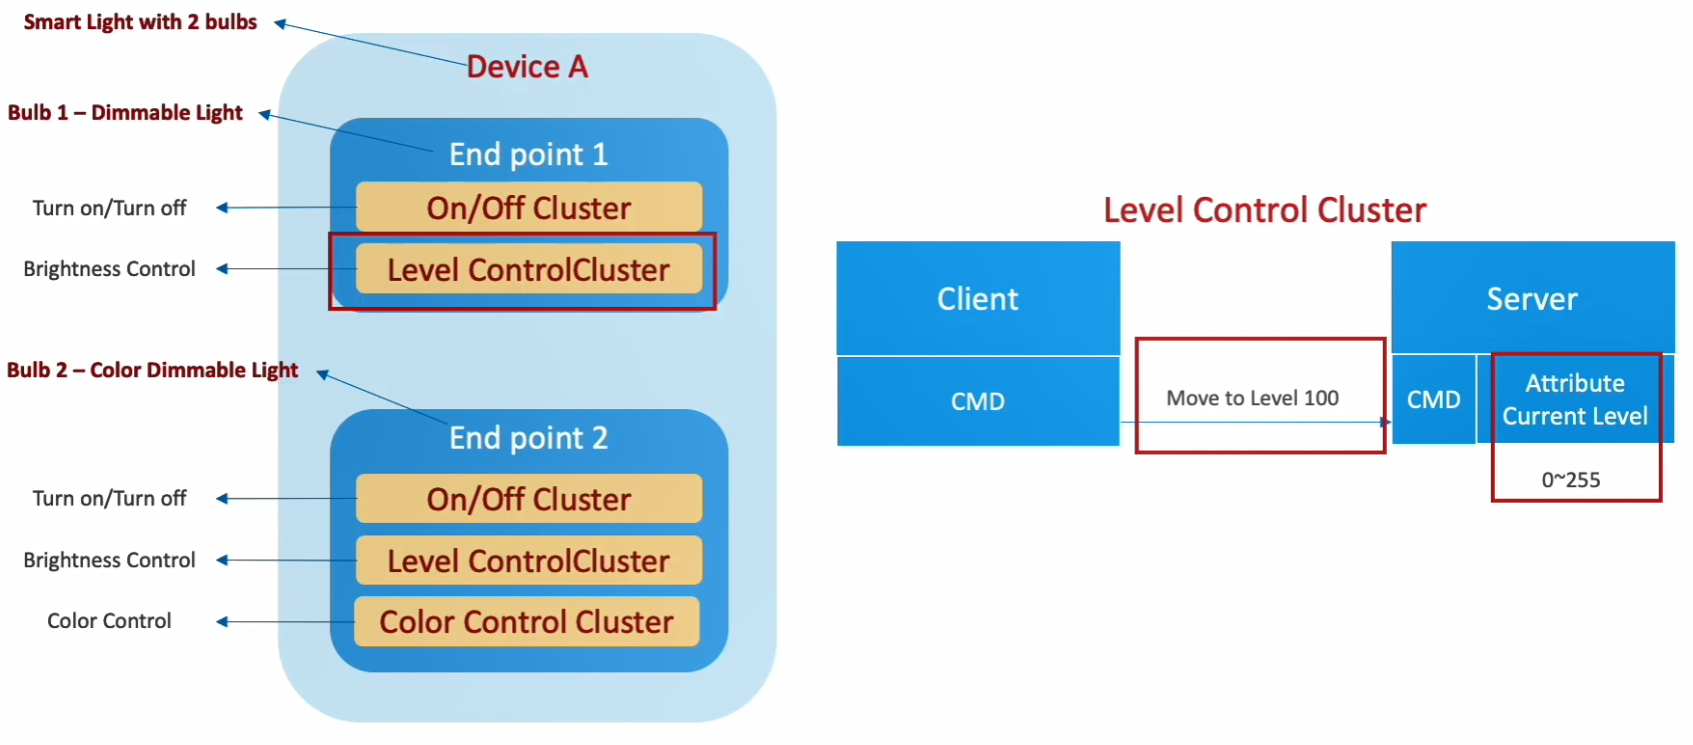 Smart Light with 2 bulbs
Device A
Bulb 1 – Dimmable Light
End point 1
Turn on/Turn off
On/Off Cluster
Brightness Control
Level ControlCluster
Bulb 2 – Color Dimmable Light
End point 2
Turn on/Turn off
On/Off Cluster
Brightness Control
Level ControlCluster
Color Control
Color Control Cluster
Level Control Cluster
Client
Server
CMD
Move to Level 100
CMD
Attribute
Current Level
0~255